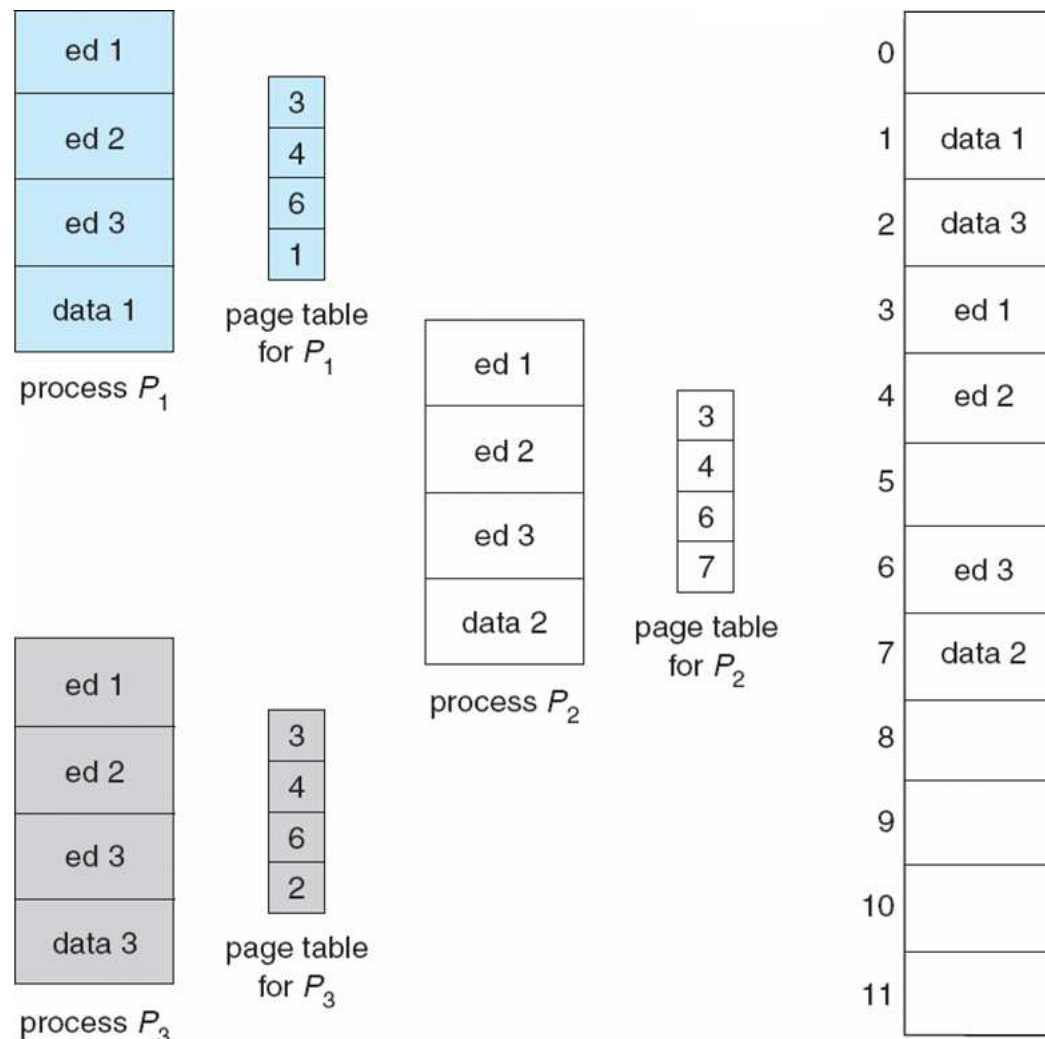 ed 1
ed 2
ed 3
data 1
process P1
3
4
6
1
page table
for P1
ed 1
ed 2
ed 3
data 2
process P2
3
4
6
7
page table
for P2
ed 1
ed 2
ed 3
data 3
process P3
3
4
6
2
page table
for P3
0
1 data 1
2 data 3
3 ed 1
4 ed 2
5
6 ed 3
7 data 2
8
9
10
11